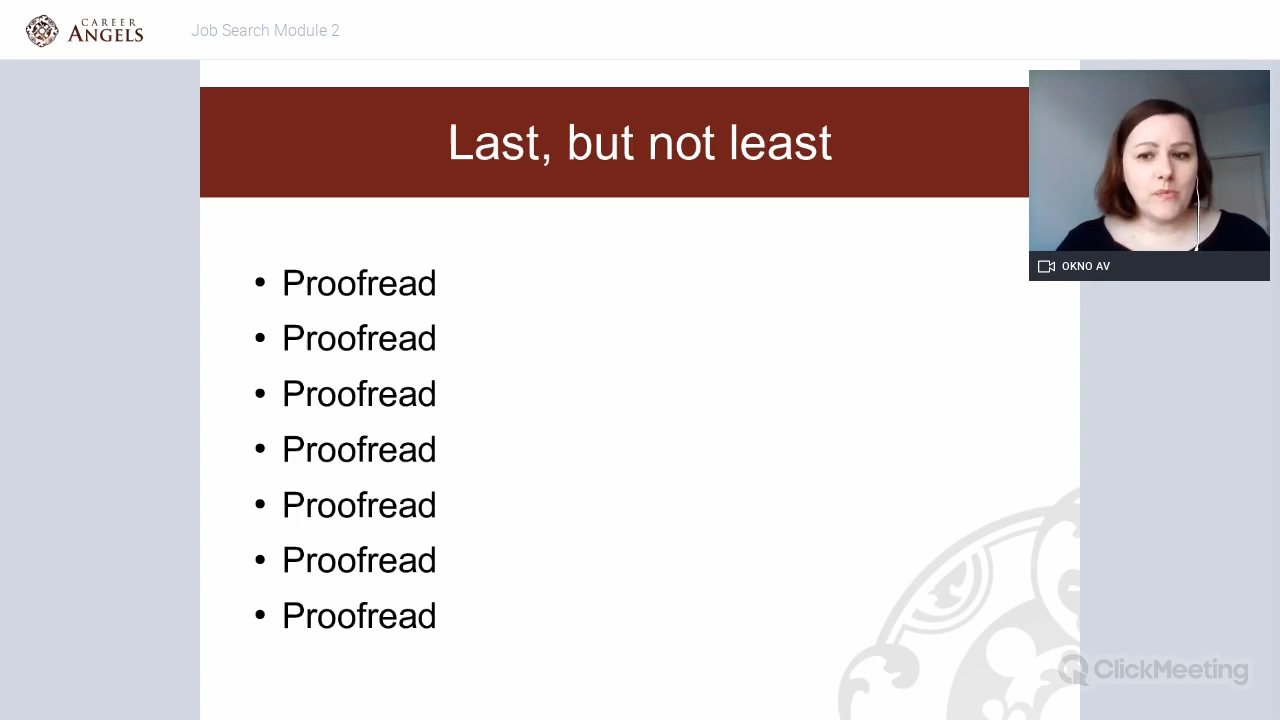 CAREER
ANGELS
Job Search Module 2
Last, but not least
OKNO AV
• Proofread
• Proofread
• Proofread
• Proofread
• Proofread
• Proofread
• Proofread
ClickMeeting